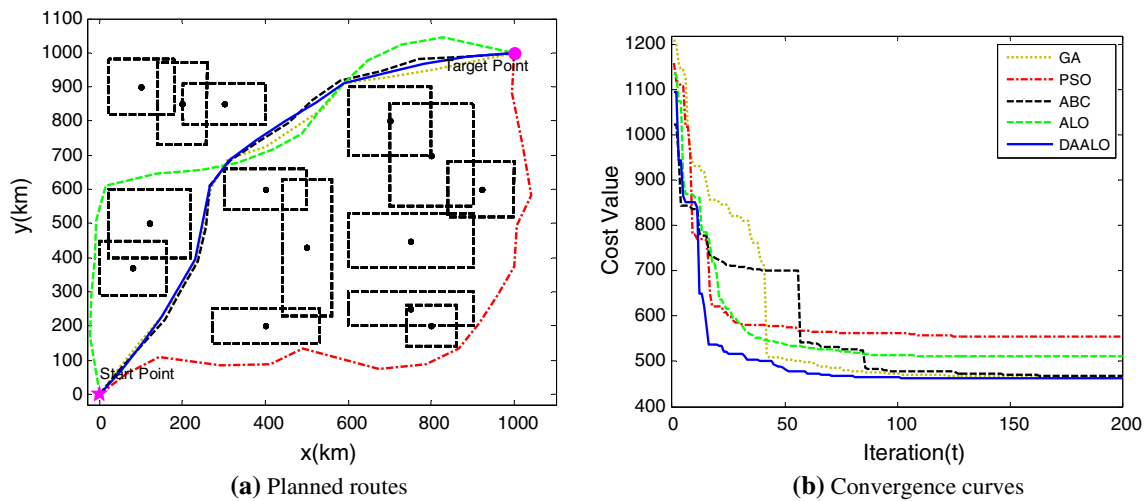 1100
1000
900
800
700
600
500
400
300
200
100
0
y(km)
Target Point
Start Point
0 200 400 600 800 1000
x(km)
(a) Planned routes
1200
1100
1000
900
800
700
600
500
400
Cost Value
GA
PSO
ABC
ALO
DAALO
0 50 100 150 200
Iteration(t)
(b) Convergence curves